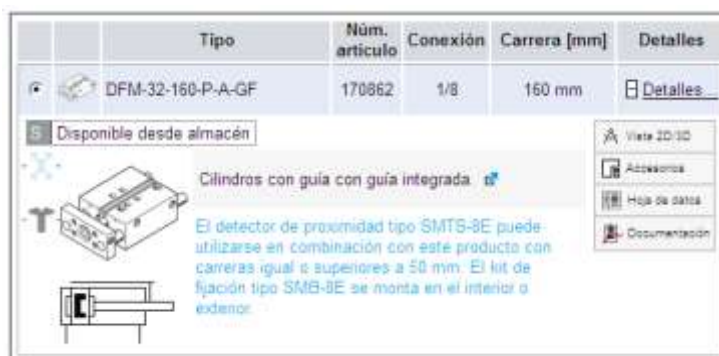 Tipo Núm. artículo Conexión Carrera [mm] Detalles
DFM-32-160-P-A-GF 170862 1/8 160 mm Detalles...
S Disponible desde almacén
Vista 2D/3D
Accesorios
Hoja de datos
Documentación
Cilindros con guía con guía integrada
El detector de proximidad tipo SMTS-8E puede
utilizarse en combinación con este producto con
carreras igual o superiores a 50 mm. El kit de
fijación tipo SMB-8E se monta en el interior o
exterior.